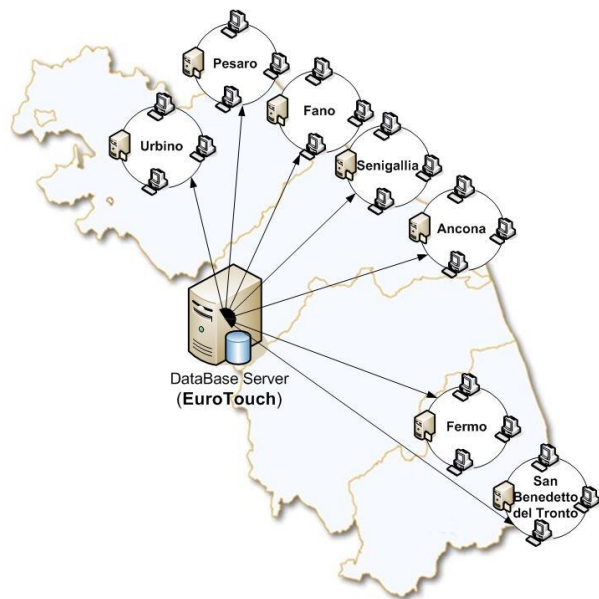 Pesaro
Fano
Urbino
Senigallia
Ancona
DataBase Server
(EuroTouch)
Fermo
San
Benedetto
del Tronto